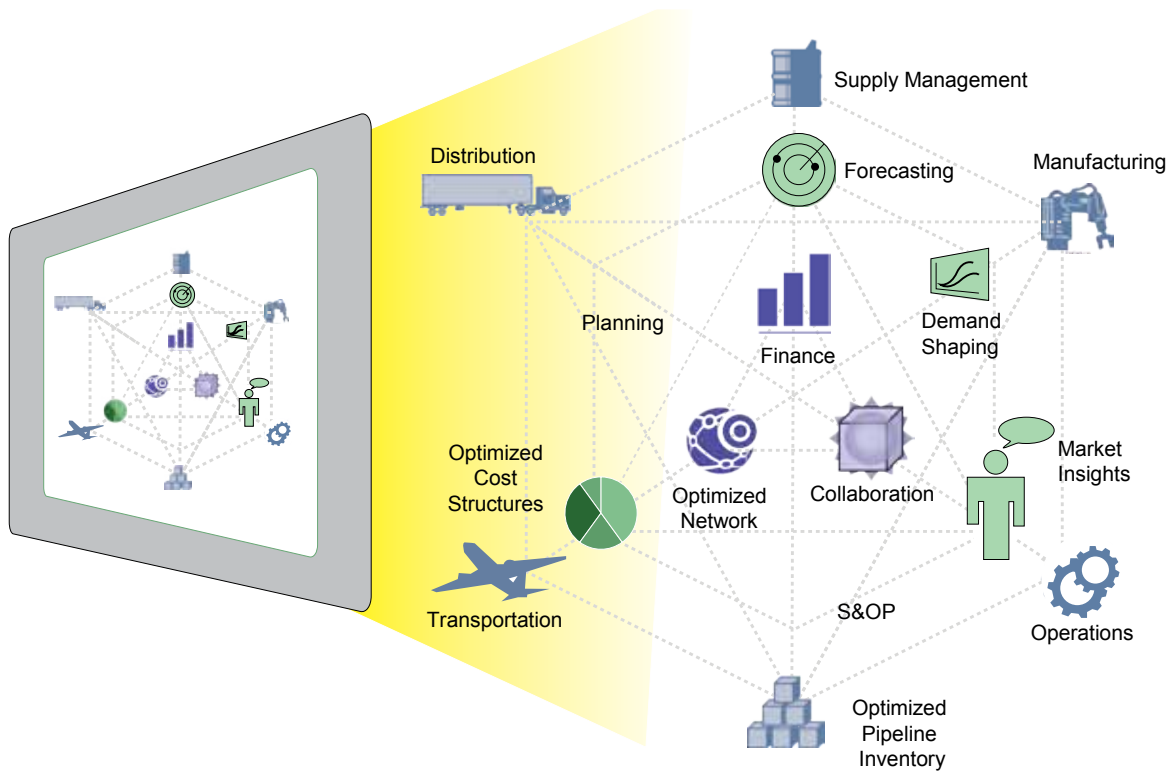 Supply Management
Distribution
Forecasting
Manufacturing
Planning
Finance
Demand
Shaping
Optimized
Cost
Structures
Optimized
Network
Collaboration
Market
Insights
Transportation
S&OP
Operations
Optimized
Pipeline
Inventory